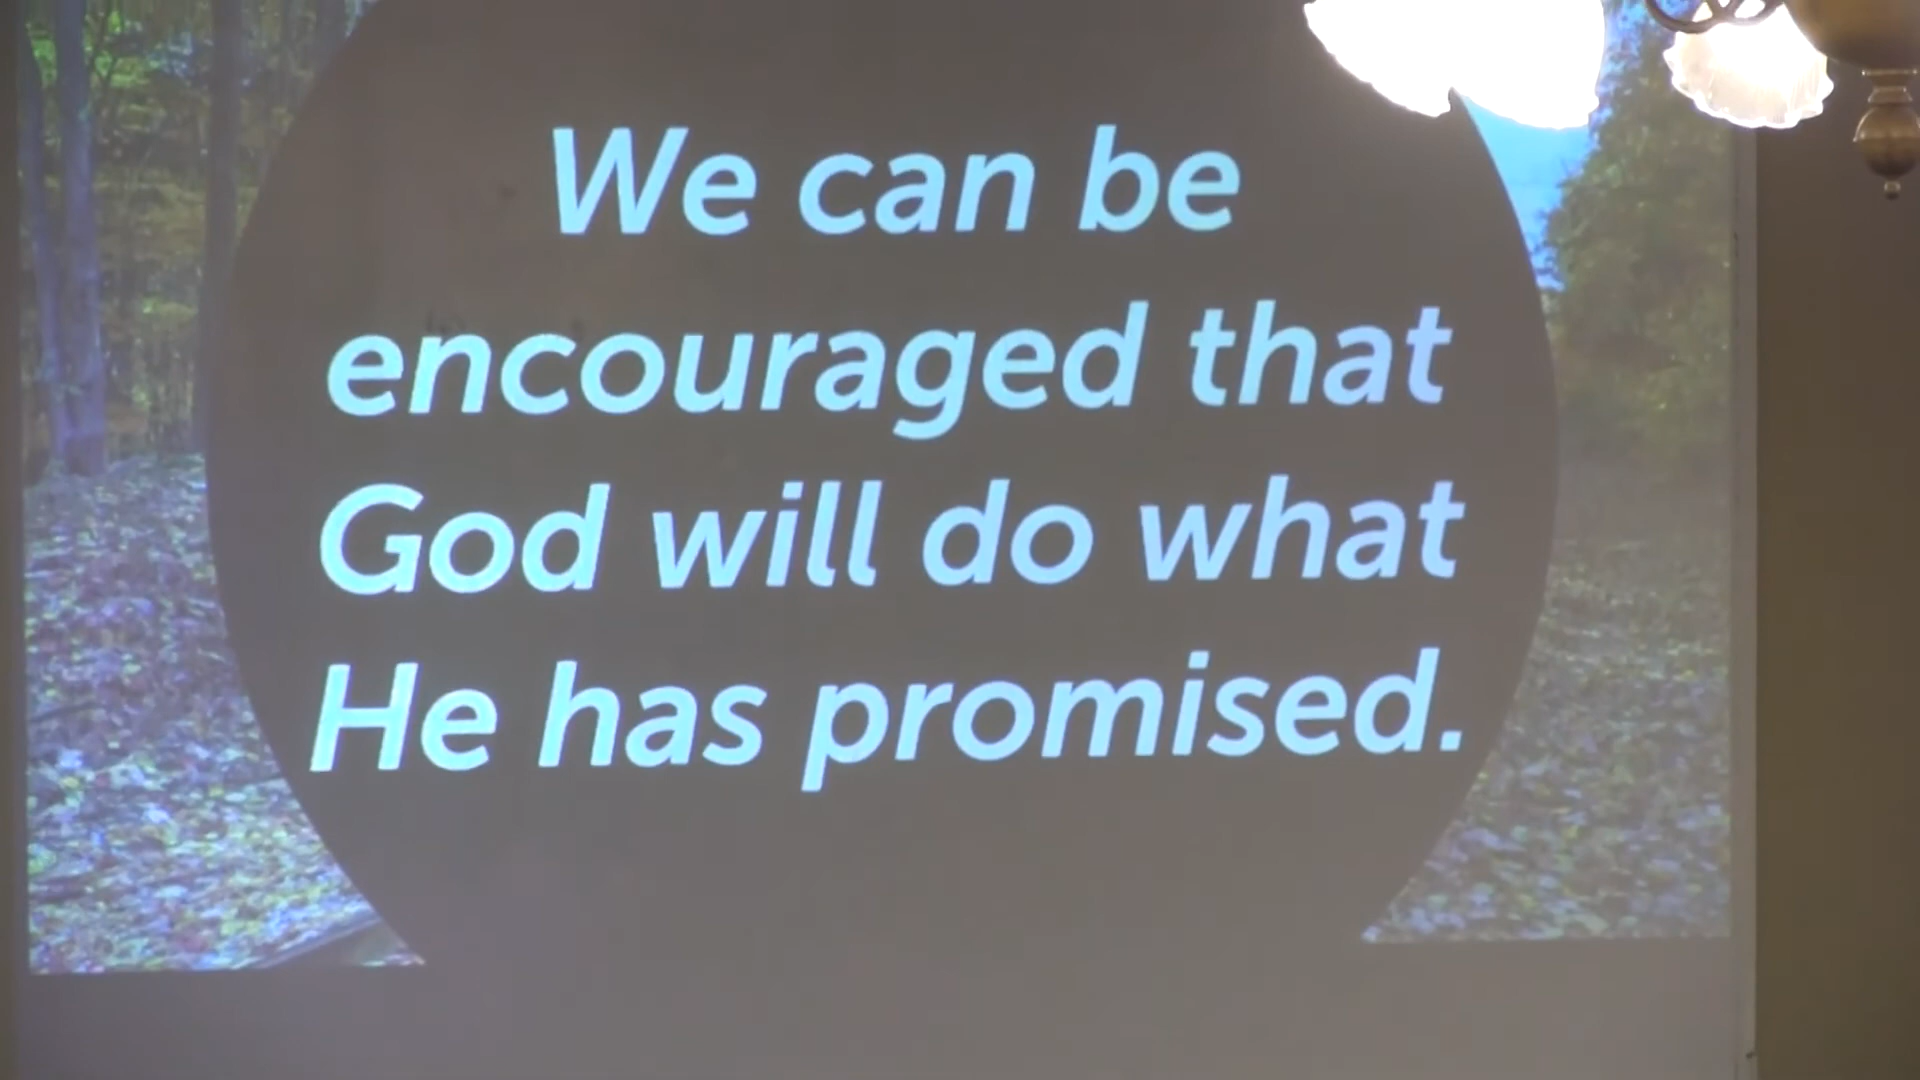 We can be
encouraged that
God will do what
He has promised.